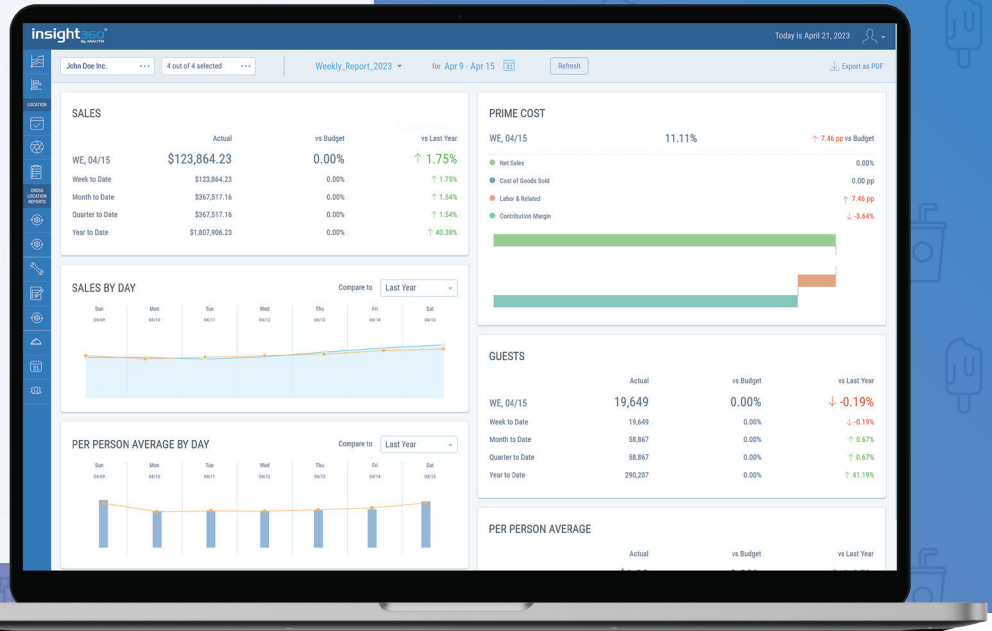 insight360°
By ANALYTIX
Today is April 21, 2023
John Doe Inc. ...
4 out of 4 selected ...
Weekly_Report_2023
for Apr 9 - Apr 15
31
Refresh
Export as PDF
LOCATION
CROSS
LOCATION
REPORTS
31
SALES
Actual vs Budget vs Last Year
WE, 04/15 $123,864.23 0.00% ↑ 1.75%
Week to Date $123,864.23 0.00% ↑ 1.75%
Month to Date $367,517.16 0.00% ↑ 1.54%
Quarter to Date $367,517.16 0.00% ↑ 1.54%
Year to Date $1,807,906.23 0.00% ↑ 40.38%
SALES BY DAY
Compare to Last Year
Sun Mon Tue Wed Thu Fri Sat
04/09 04/10 04/11 04/12 04/13 04/14 04/15
PER PERSON AVERAGE BY DAY
Compare to Last Year
Sun Mon Tue Wed Thu Fri Sat
04/09 04/10 04/11 04/12 04/13 04/14 04/15
PRIME COST
WE, 04/15 11.11% ↑ 7.46 pp vs Budget
Net Sales 0.00%
Cost of Goods Sold 0.00 pp
Labor & Related ↑ 7.46 pp
Contribution Margin ↓ -3.64%
GUESTS
Actual vs Budget vs Last Year
WE, 04/15 19,649 0.00% ↓ -0.19%
Week to Date 19,649 0.00% ↓ -0.19%
Month to Date 58,867 0.00% ↑ 0.67%
Quarter to Date 58,867 0.00% ↑ 0.67%
Year to Date 290,207 0.00% ↑ 41.19%
PER PERSON AVERAGE
Actual vs Budget vs Last Year